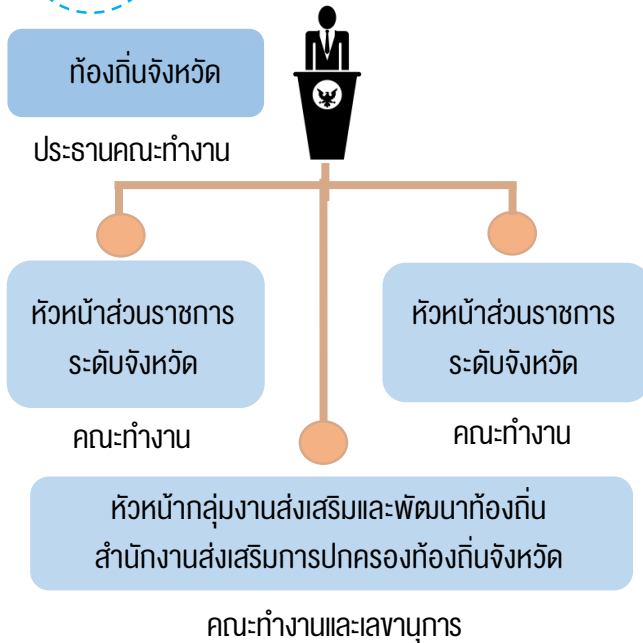 ท้องถิ่นจังหวัด
ประธานคณะทำงาน
หัวหน้าส่วนราชการ
ระดับจังหวัด
คณะทำงาน
หัวหน้าส่วนราชการ
ระดับจังหวัด
คณะทำงาน
หัวหน้ากลุ่มงานส่งเสริมและพัฒนาท้องถิ่น
สำนักงานส่งเสริมการปกครองท้องถิ่นจังหวัด
คณะทำงานและเลขานุการ